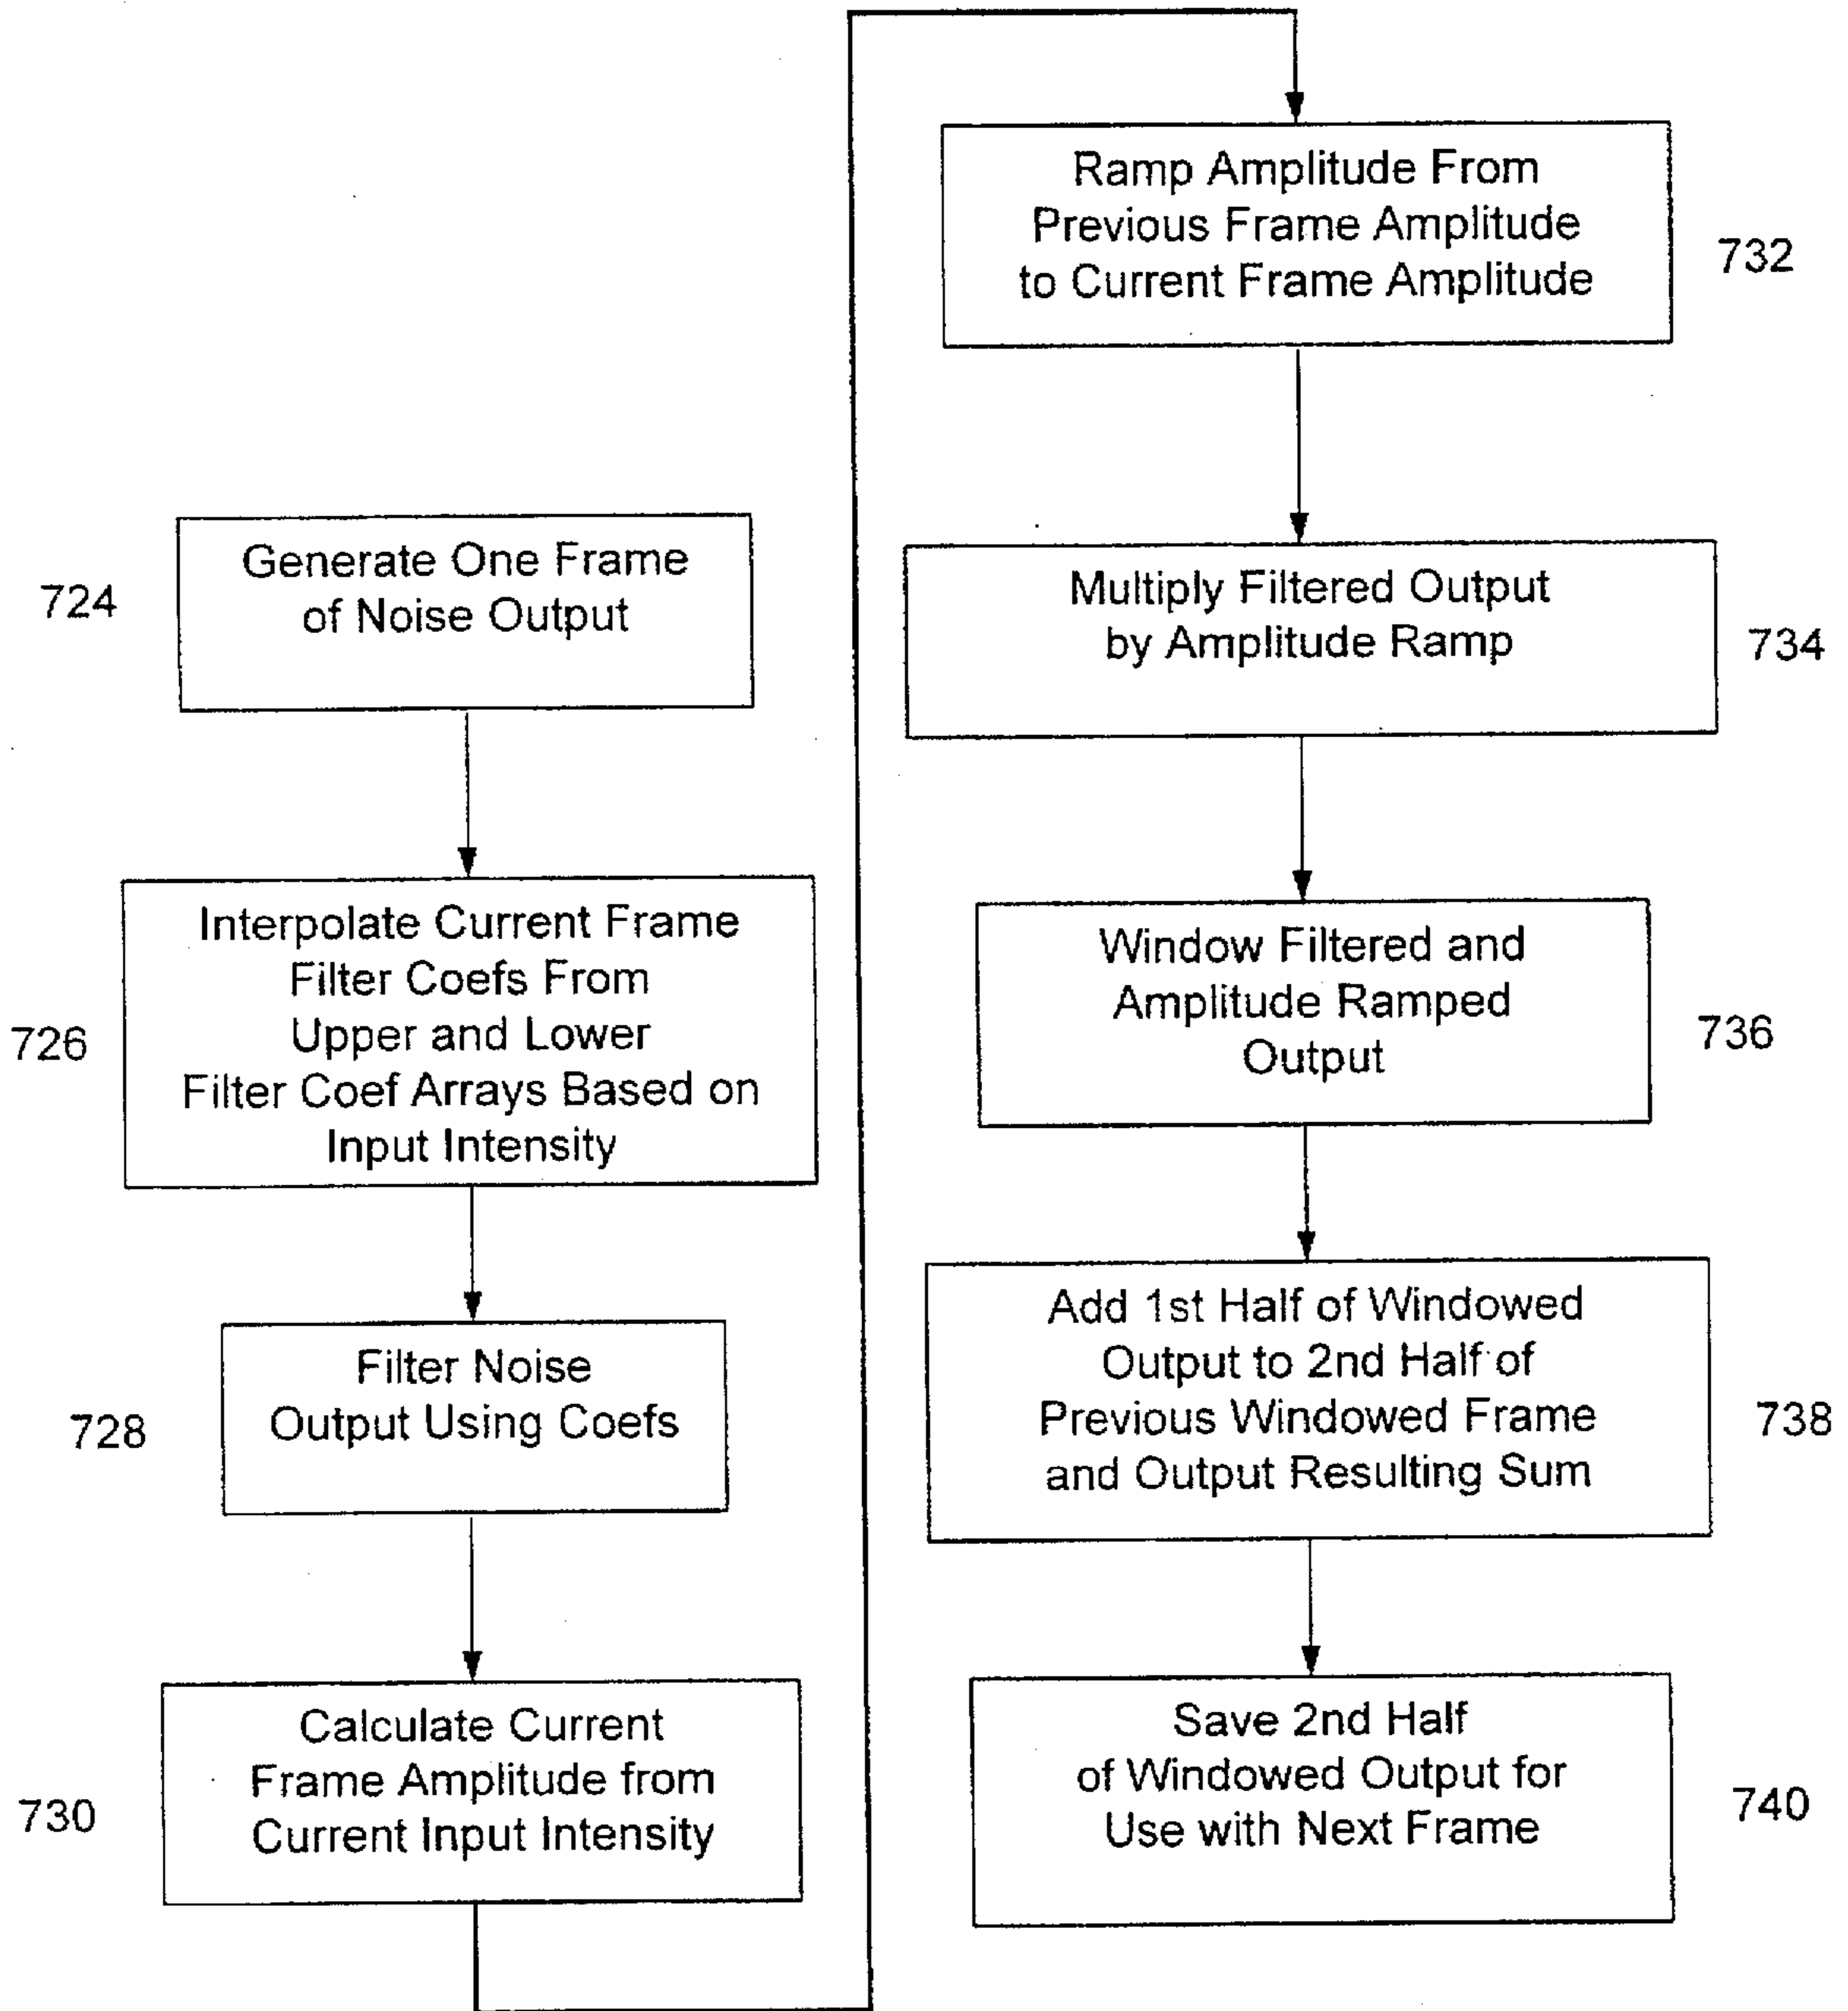 724
Generate One Frame
of Noise Output
726
Interpolate Current Frame
Filter Coefs From
Upper and Lower
Filter Coef Arrays Based on
Input Intensity
728
Filter Noise
Output Using Coefs
730
Calculate Current
Frame Amplitude from
Current Input Intensity
Ramp Amplitude From
Previous Frame Amplitude
to Current Frame Amplitude
732
Multiply Filtered Output
by Amplitude Ramp
734
Window Filtered and
Amplitude Ramped
Output
736
Add 1st Half of Windowed
Output to 2nd Half of
Previous Windowed Frame
and Output Resulting Sum
738
Save 2nd Half
of Windowed Output for
Use with Next Frame
740